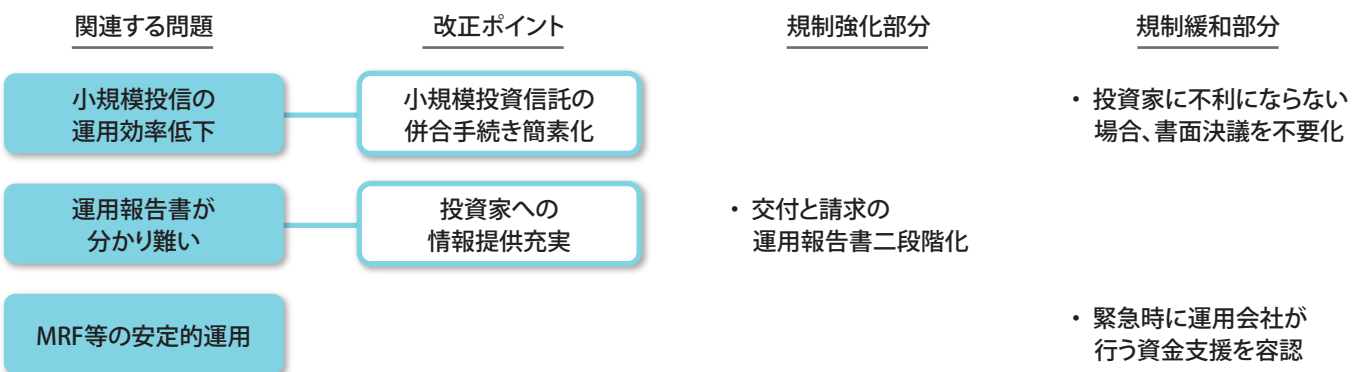 関連する問題
改正ポイント
規制強化部分
規制緩和部分
小規模投信の
運用効率低下
小規模投資信託の
併合手続き簡素化
・ 投資家に不利にならない
場合、書面決議を不要化
運用報告書が
分かり難い
投資家への
情報提供充実
・ 交付と請求の
運用報告書二段階化
MRF等の安定的運用
・ 緊急時に運用会社が
行う資金支援を容認